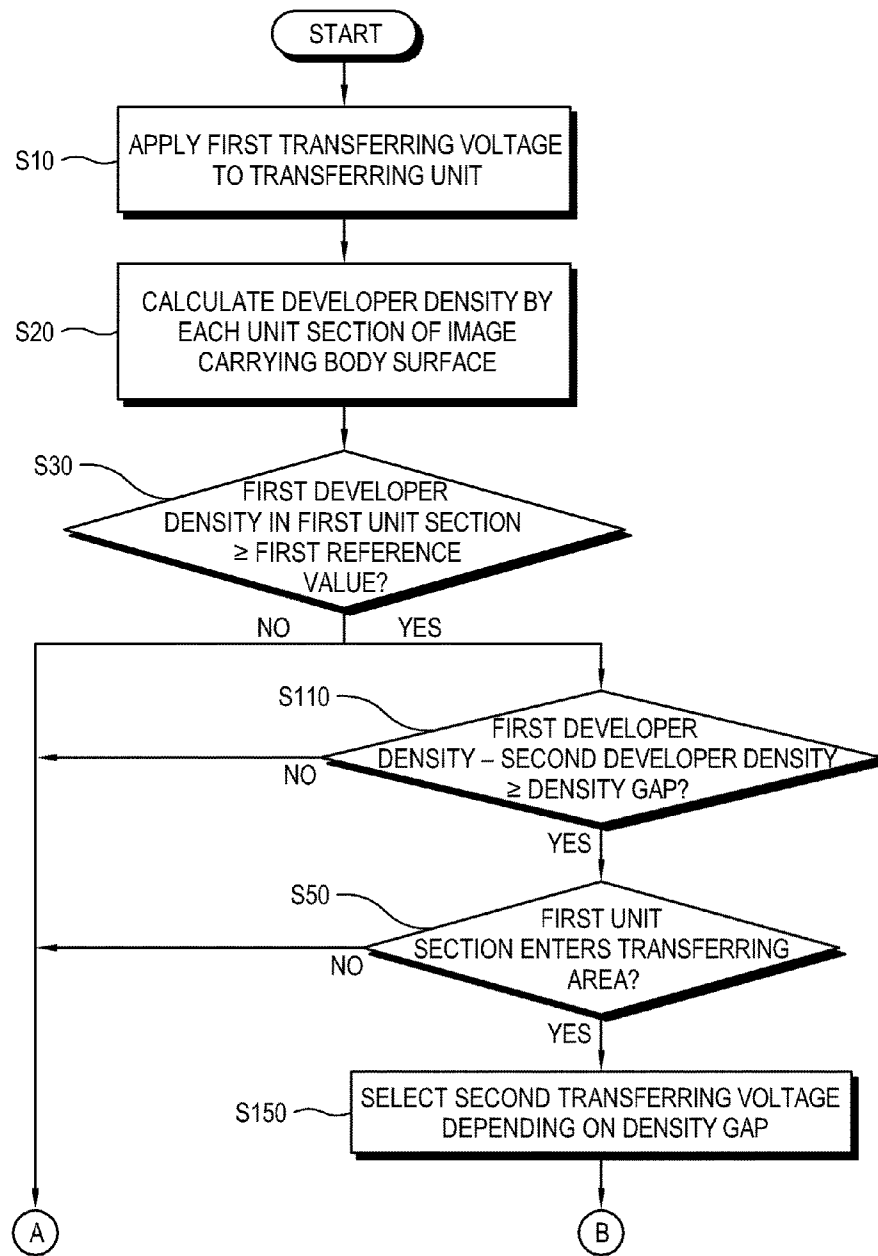 START
S10
APPLY FIRST TRANSFERRING VOLTAGE
TO TRANSFERRING UNIT
S20
CALCULATE DEVELOPER DENSITY BY
EACH UNIT SECTION OF IMAGE
CARRYING BODY SURFACE
S30
FIRST DEVELOPER
DENSITY IN FIRST UNIT SECTION
≥ FIRST REFERENCE
VALUE?
NO
YES
S110
FIRST DEVELOPER
DENSITY – SECOND DEVELOPER DENSITY
≥ DENSITY GAP?
NO
YES
S50
FIRST UNIT
SECTION ENTERS TRANSFERRING
AREA?
NO
YES
S150
SELECT SECOND TRANSFERRING VOLTAGE
DEPENDING ON DENSITY GAP
A
B